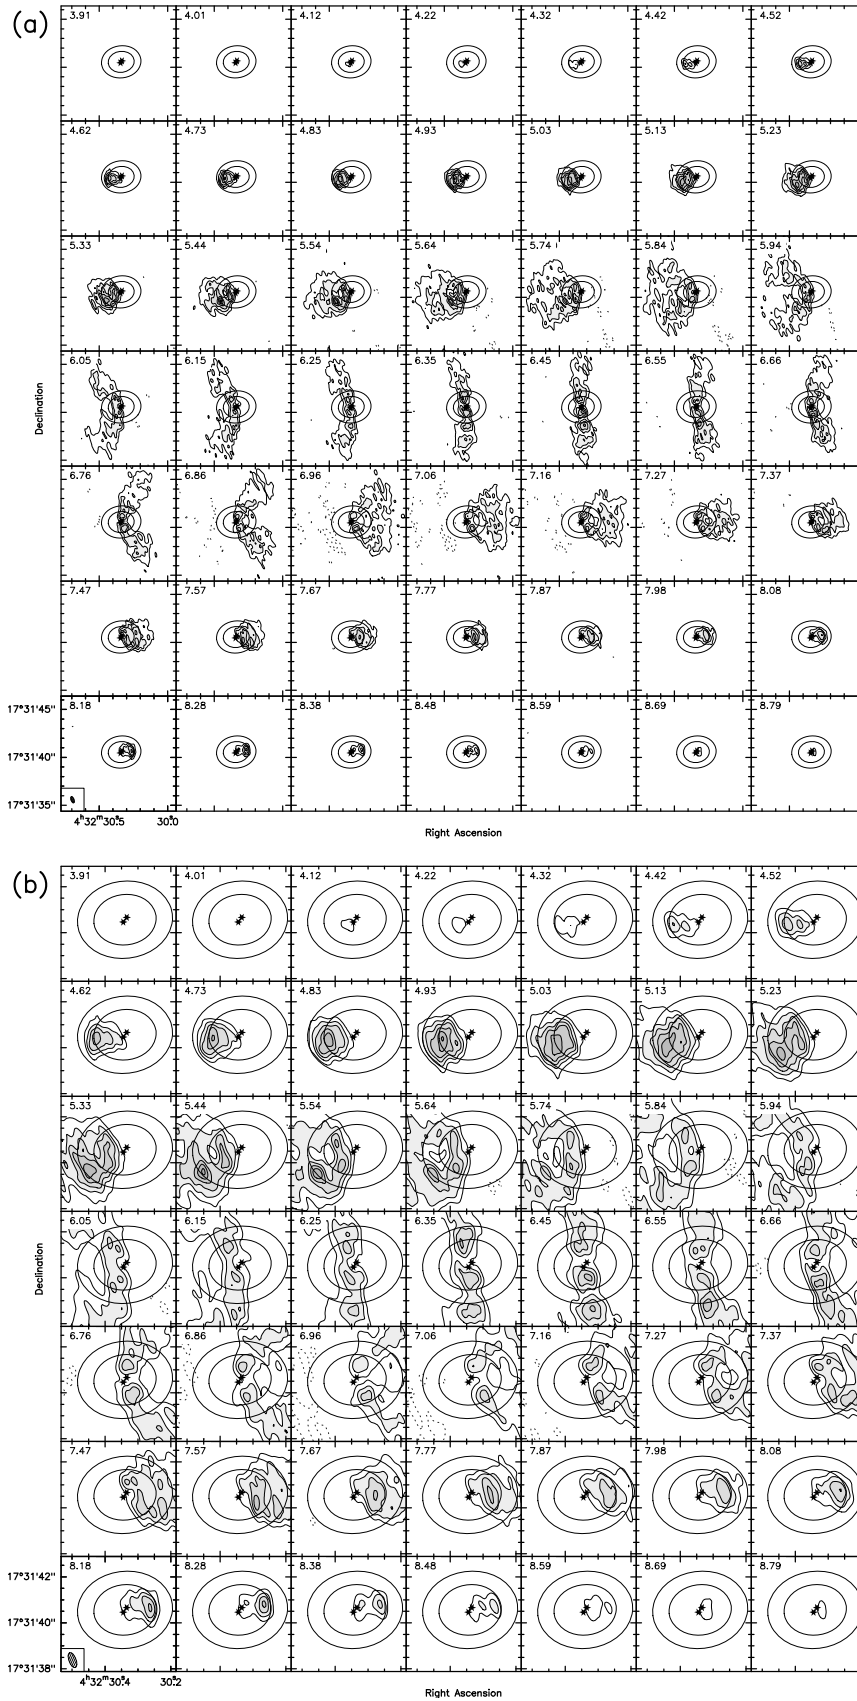 (a)
3.91 4.01 4.12 4.22 4.32 4.42 4.52
4.62 4.73 4.83 4.93 5.03 5.13 5.23
5.33 5.44 5.54 5.64 5.74 5.84 5.94
6.05 6.15 6.25 6.35 6.45 6.55 6.66
Declination
6.76 6.86 6.96 7.06 7.16 7.27 7.37
7.47 7.57 7.67 7.77 7.87 7.98 8.08
8.18 8.28 8.38 8.48 8.59 8.69 8.79
17°31'45"
17°31'40"
17°31'35"
4ʰ32ᵐ30ˢ.5 30ˢ.0
Right Ascension
(b)
3.91 4.01 4.12 4.22 4.32 4.42 4.52
4.62 4.73 4.83 4.93 5.03 5.13 5.23
5.33 5.44 5.54 5.64 5.74 5.84 5.94
6.05 6.15 6.25 6.35 6.45 6.55 6.66
Declination
6.76 6.86 6.96 7.06 7.16 7.27 7.37
7.47 7.57 7.67 7.77 7.87 7.98 8.08
8.18 8.28 8.38 8.48 8.59 8.69 8.79
17°31'42"
17°31'40"
17°31'38"
4ʰ32ᵐ30ˢ.4 30ˢ.2
Right Ascension